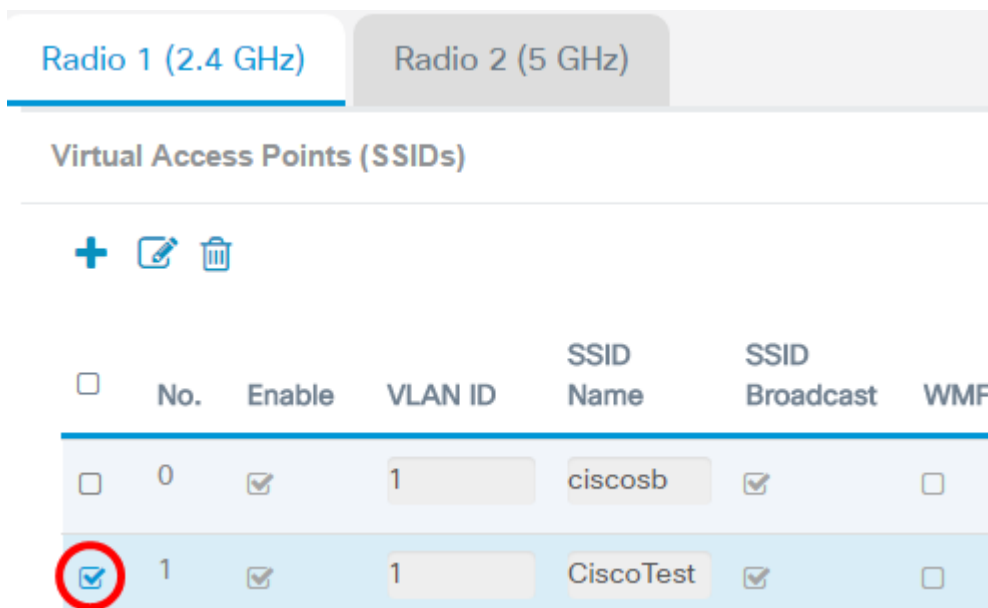 Radio 1 (2.4 GHz) Radio 2 (5 GHz)
Virtual Access Points (SSIDs)
No. Enable VLAN ID SSID Name SSID Broadcast WMF
0 1 ciscosb
1 1 CiscoTest